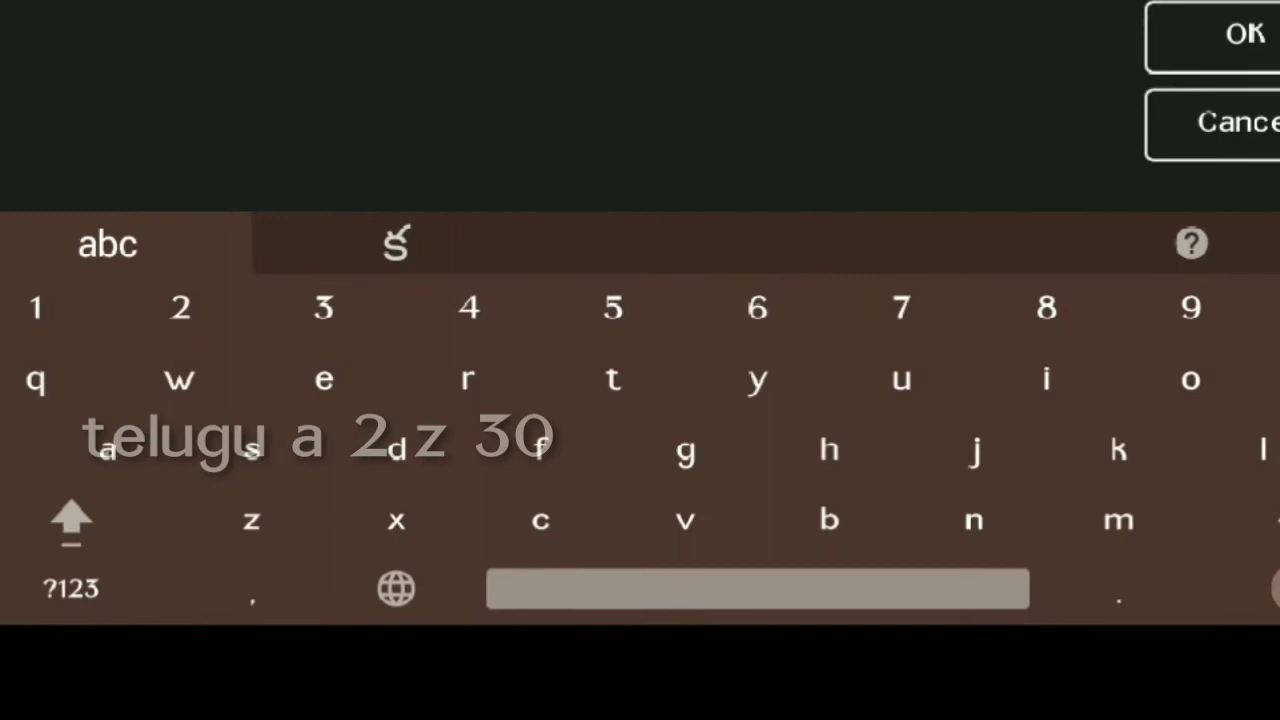 OK
Cance
abc క
1 2 3 4 5 6 7 8 9
q w e r t y u i o
telugu a 2 z 30
a s d f g h j k l
z x c v b n m
?123 , .